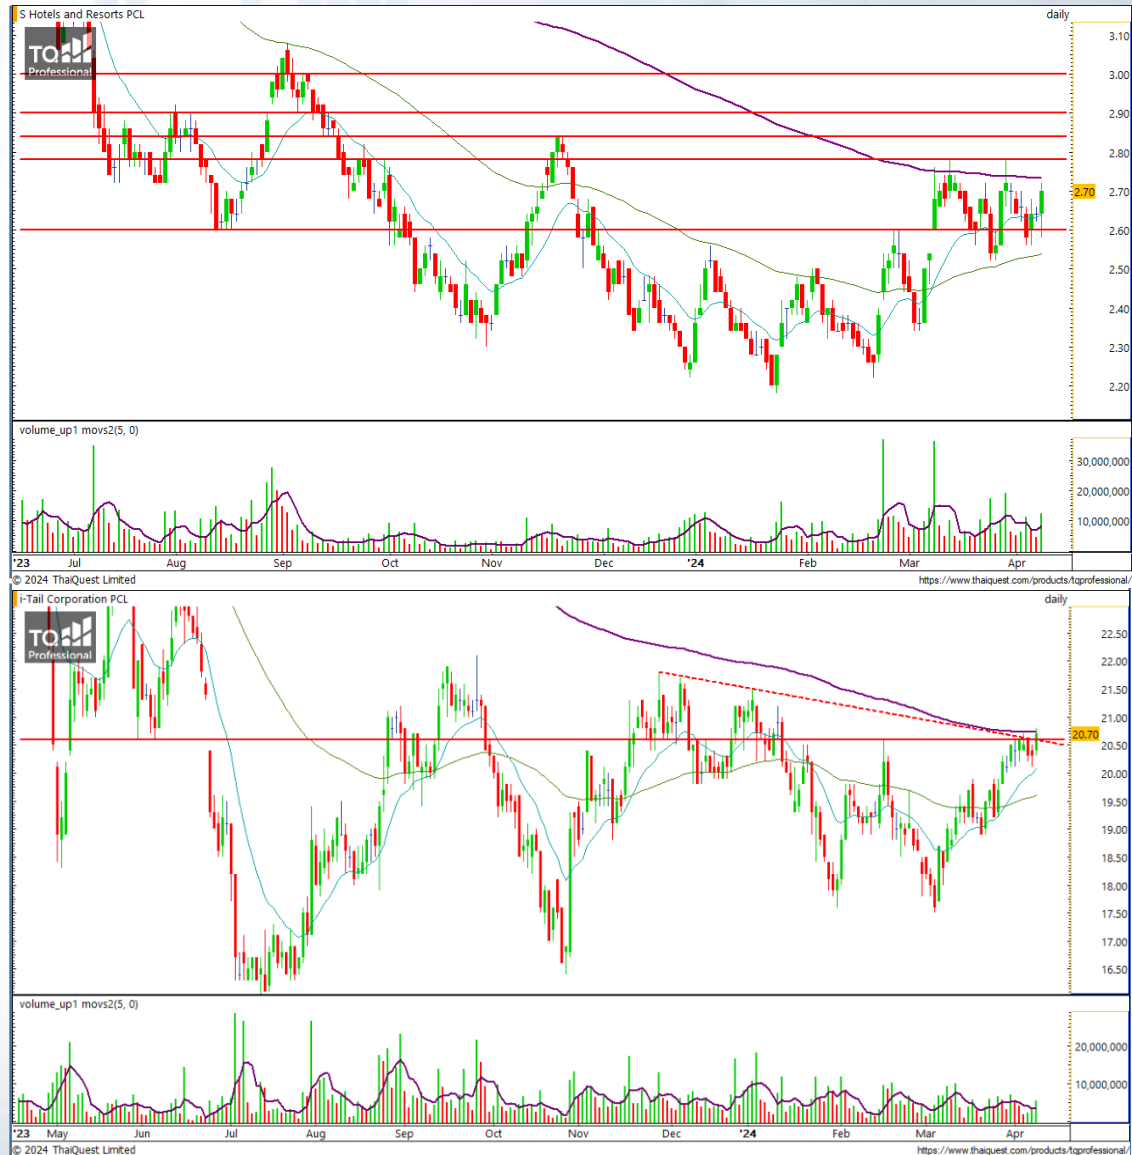 S Hotels and Resorts PCL
daily
TQ
Professional
3.10
3.00
2.90
2.80
2.70
2.70
2.60
2.50
2.40
2.30
2.20
volume_up1 movs2(5, 0)
30,000,000
20,000,000
10,000,000
'23 Jul Aug Sep Oct Nov Dec '24 Feb Mar Apr
© 2024 ThaiQuest Limited
https://www.thaiquest.com/products/tqprofessional/
i-Tail Corporation PCL
daily
TQ
Professional
22.50
22.00
21.50
21.00
20.70
20.50
20.00
19.50
19.00
18.50
18.00
17.50
17.00
16.50
volume_up1 movs2(5, 0)
20,000,000
10,000,000
'23 May Jun Jul Aug Sep Oct Nov Dec '24 Feb Mar Apr
© 2024 ThaiQuest Limited
https://www.thaiquest.com/products/tqprofessional/